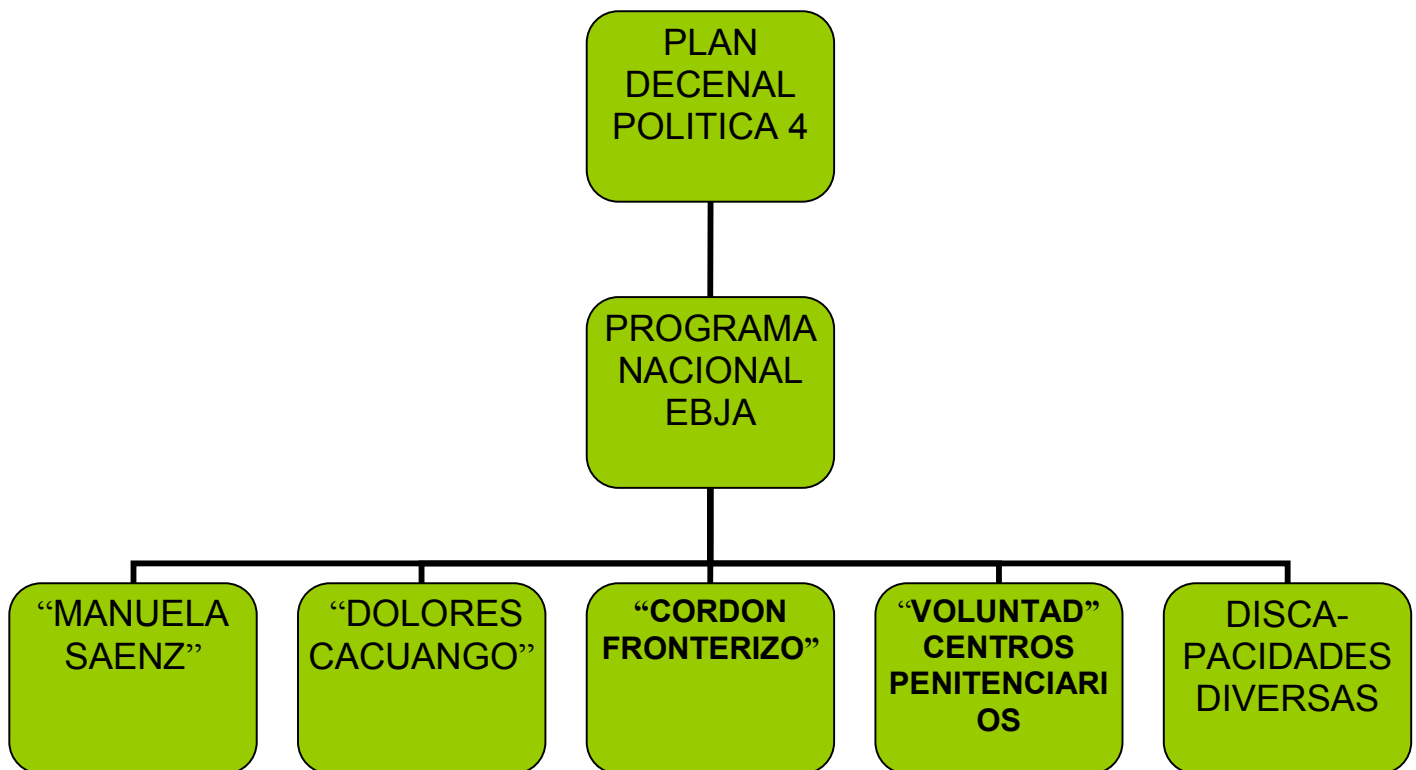 PLAN
DECENAL
POLITICA 4
PROGRAMA
NACIONAL
EBJA
“MANUELA
SAENZ”
“DOLORES
CACUANGO”
“CORDON
FRONTERIZO”
“VOLUNTAD”
CENTROS
PENITENCIARI
OS
DISCA-
PACIDADES
DIVERSAS